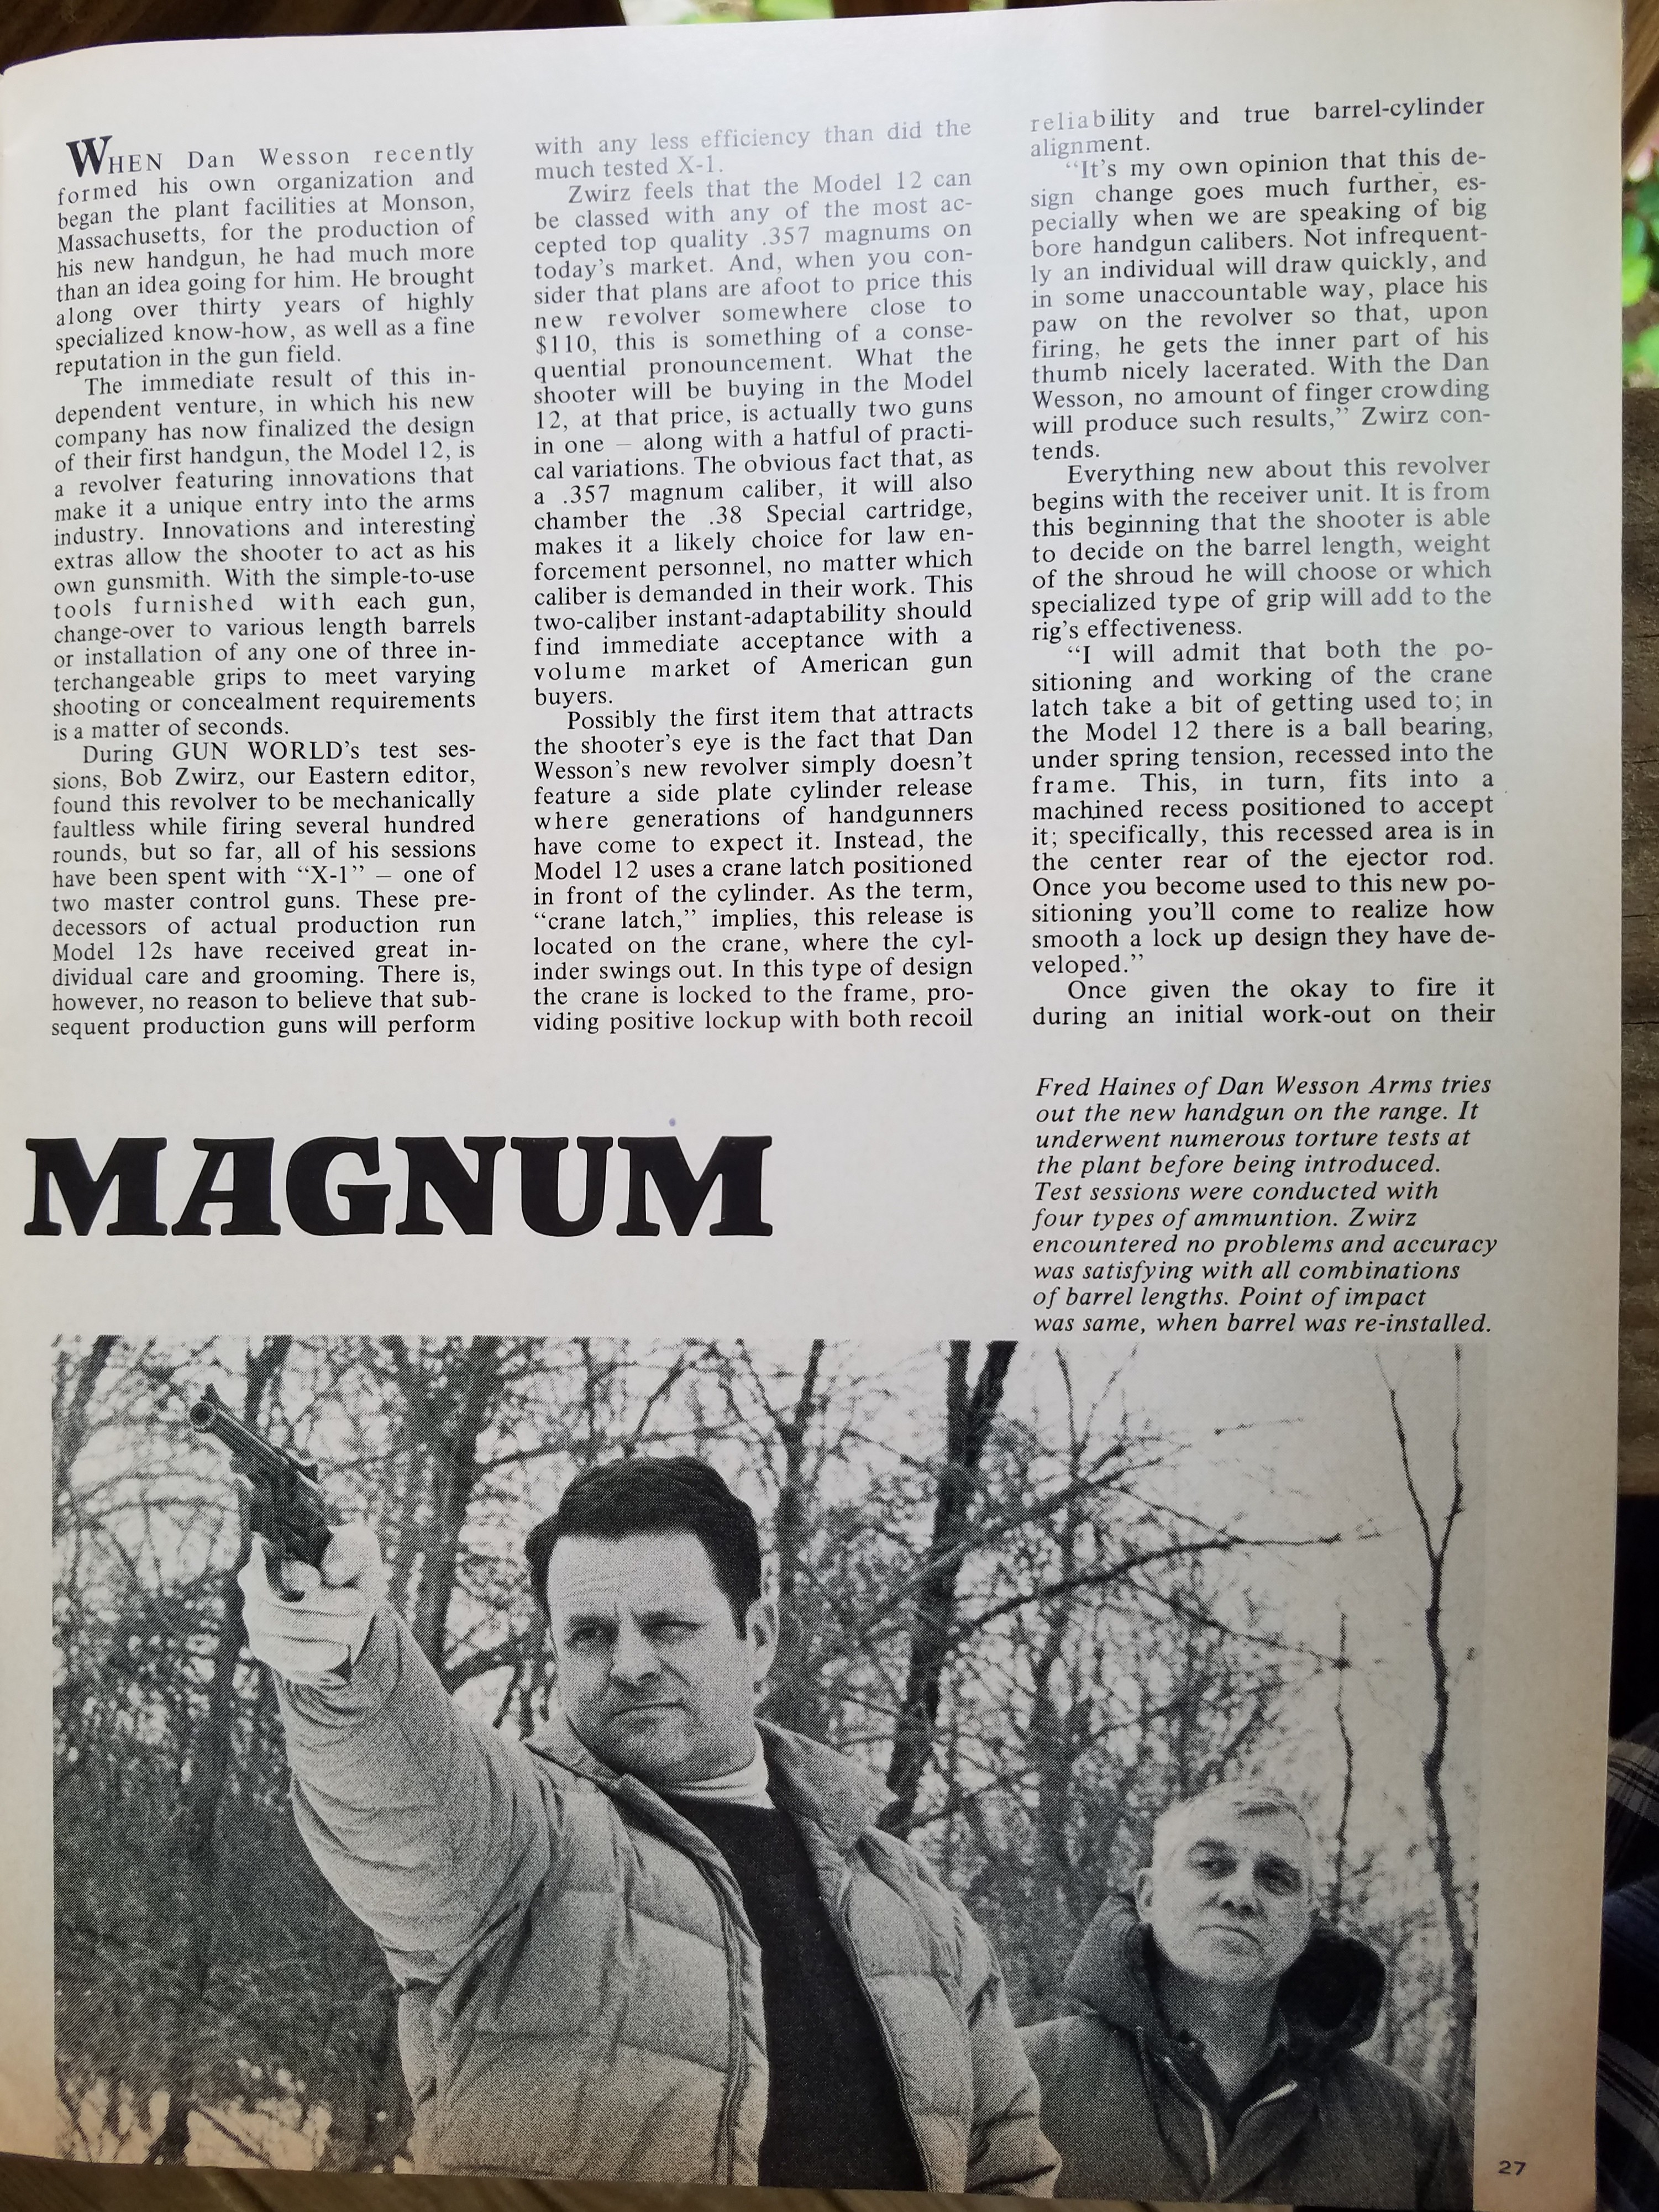 WHEN Dan Wesson recently
formed his own organization and
began the plant facilities at Monson,
Massachusetts, for the production of
his new handgun, he had much more
than an idea going for him. He brought
along over thirty years of highly
specialized know-how, as well as a fine
reputation in the gun field.
The immediate result of this in-
dependent venture, in which his new
company has now finalized the design
of their first handgun, the Model 12, is
a revolver featuring innovations that
make it a unique entry into the arms
industry. Innovations and interesting
extras allow the shooter to act as his
own gunsmith. With the simple-to-use
tools furnished with each gun,
change-over to various length barrels
or installation of any one of three in-
terchangeable grips to meet varying
shooting or concealment requirements
is a matter of seconds.
During GUN WORLD's test ses-
sions, Bob Zwirz, our Eastern editor,
found this revolver to be mechanically
faultless while firing several hundred
rounds, but so far, all of his sessions
have been spent with “X-1” — one of
two master control guns. These pre-
decessors of actual production run
Model 12s have received great in-
dividual care and grooming. There is,
however, no reason to believe that sub-
sequent production guns will perform
with any less efficiency than did the
much tested X-1.
Zwirz feels that the Model 12 can
be classed with any of the most ac-
cepted top quality .357 magnums on
today's market. And, when you con-
sider that plans are afoot to price this
new revolver somewhere close to
$110, this is something of a conse-
quential pronouncement. What the
shooter will be buying in the Model
12, at that price, is actually two guns
in one — along with a hatful of practi-
cal variations. The obvious fact that, as
a .357 magnum caliber, it will also
chamber the .38 Special cartridge,
makes it a likely choice for law en-
forcement personnel, no matter which
caliber is demanded in their work. This
two-caliber instant-adaptability should
find immediate acceptance with a
volume market of American gun
buyers.
Possibly the first item that attracts
the shooter's eye is the fact that Dan
Wesson's new revolver simply doesn't
feature a side plate cylinder release
where generations of handgunners
have come to expect it. Instead, the
Model 12 uses a crane latch positioned
in front of the cylinder. As the term,
“crane latch,” implies, this release is
located on the crane, where the cyl-
inder swings out. In this type of design
the crane is locked to the frame, pro-
viding positive lockup with both recoil
reliability and true barrel-cylinder
alignment.
“It's my own opinion that this de-
sign change goes much further, es-
pecially when we are speaking of big
bore handgun calibers. Not infrequent-
ly an individual will draw quickly, and
in some unaccountable way, place his
paw on the revolver so that, upon
firing, he gets the inner part of his
thumb nicely lacerated. With the Dan
Wesson, no amount of finger crowding
will produce such results,” Zwirz con-
tends.
Everything new about this revolver
begins with the receiver unit. It is from
this beginning that the shooter is able
to decide on the barrel length, weight
of the shroud he will choose or which
specialized type of grip will add to the
rig's effectiveness.
“I will admit that both the po-
sitioning and working of the crane
latch take a bit of getting used to; in
the Model 12 there is a ball bearing,
under spring tension, recessed into the
frame. This, in turn, fits into a
machined recess positioned to accept
it; specifically, this recessed area is in
the center rear of the ejector rod.
Once you become used to this new po-
sitioning you'll come to realize how
smooth a lock up design they have de-
veloped.”
Once given the okay to fire it
during an initial work-out on their
MAGNUM
Fred Haines of Dan Wesson Arms tries
out the new handgun on the range. It
underwent numerous torture tests at
the plant before being introduced.
Test sessions were conducted with
four types of ammuntion. Zwirz
encountered no problems and accuracy
was satisfying with all combinations
of barrel lengths. Point of impact
was same, when barrel was re-installed.
27